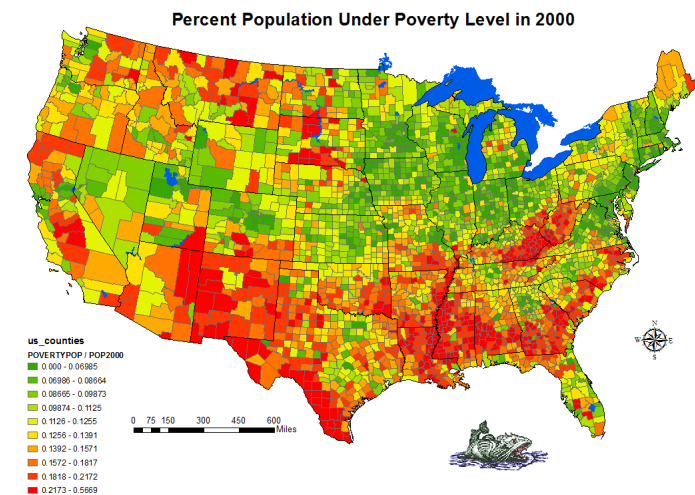 Percent Population Under Poverty Level in 2000
us_counties
POVERTYPOP / POP2000
0.000 - 0.06985
0.06986 - 0.08664
0.08665 - 0.09873
0.09874 - 0.1125
0.1126 - 0.1255
0.1256 - 0.1391
0.1392 - 0.1571
0.1572 - 0.1817
0.1818 - 0.2172
0.2173 - 0.5669
0 75 150 300 450 600
Miles
N
W E
S